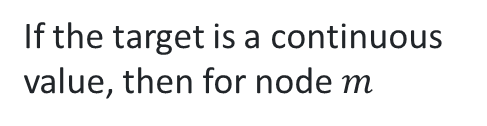 If the target is a continuous
value, then for node m